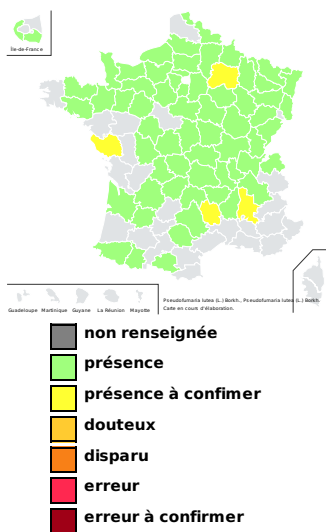 Île-de-France
Guadeloupe Martinique Guyane La Réunion Mayotte
Pseudofumaria lutea (L.) Borkh., Pseudofumaria lutea (L.) Borkh.
Carte en cours d'élaboration.
non renseignée
présence
présence à confimer
douteux
disparu
erreur
erreur à confirmer